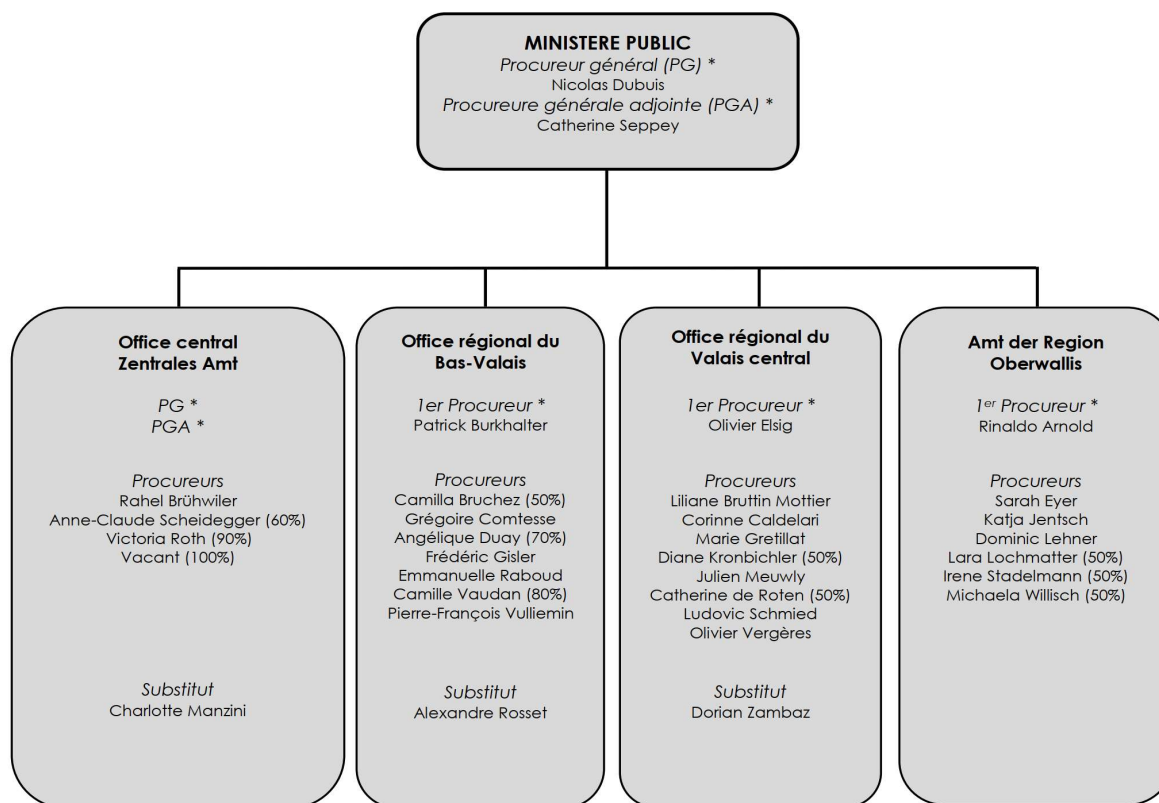 MINISTERE PUBLIC
Procureur général (PG) *
Nicolas Dubuis
Procureure générale adjointe (PGA) *
Catherine Seppey
Office central
Zentrales Amt
PG *
PGA *
Procureurs
Rahel Brühwiler
Anne-Claude Scheidegger (60%)
Victoria Roth (90%)
Vacant (100%)
Substitut
Charlotte Manzini
Office régional du
Bas-Valais
1er Procureur *
Patrick Burkhalter
Procureurs
Camilla Bruchez (50%)
Grégoire Comtesse
Angélique Duay (70%)
Frédéric Gisler
Emmanuelle Raboud
Camille Vaudan (80%)
Pierre-François Vulliemin
Substitut
Alexandre Rosset
Office régional du
Valais central
1er Procureur *
Olivier Elsig
Procureurs
Liliane Bruttin Mottier
Corinne Caldelari
Marie Gretillat
Diane Kronbichler (50%)
Julien Meuwly
Catherine de Roten (50%)
Ludovic Schmied
Olivier Vergères
Substitut
Dorian Zambaz
Amt der Region
Oberwallis
1er Procureur *
Rinaldo Arnold
Procureurs
Sarah Eyer
Katja Jentsch
Dominic Lehner
Lara Lochmatter (50%)
Irene Stadelmann (50%)
Michaela Willisch (50%)